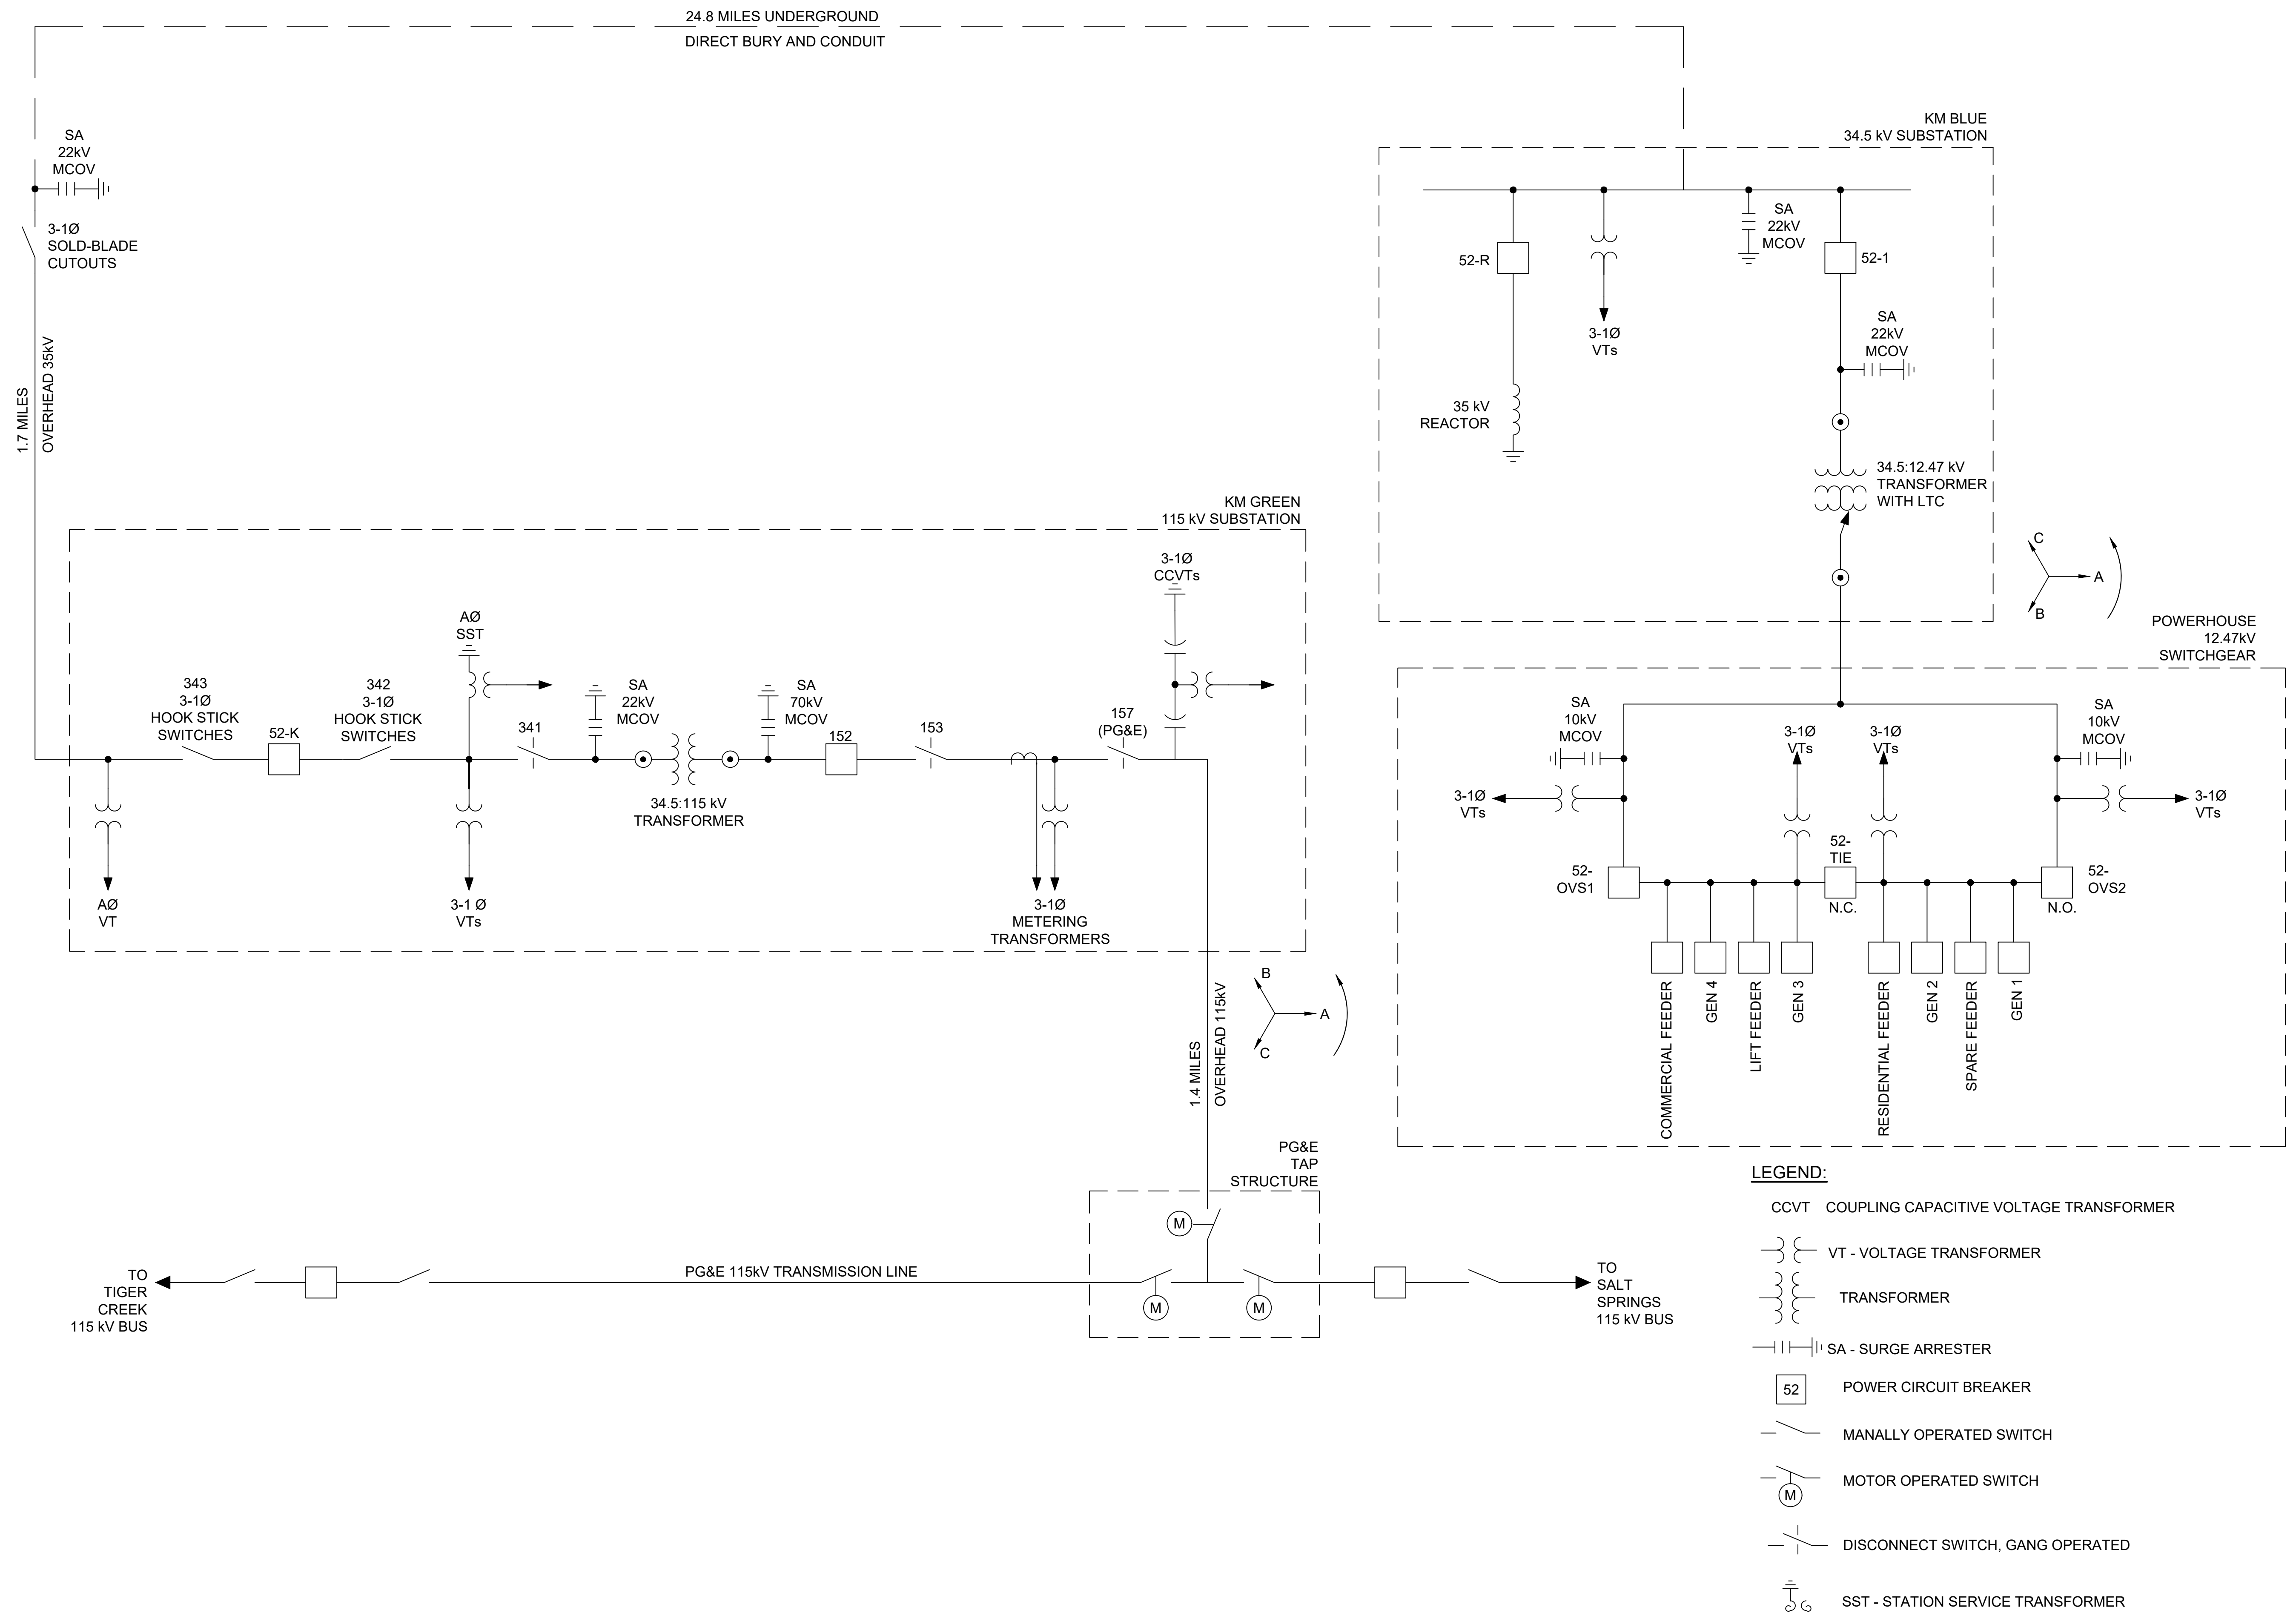 24.8 MILES UNDERGROUND
DIRECT BURY AND CONDUIT
SA
22kV
MCOV
3-1Ø
SOLD-BLADE
CUTOUTS
1.7 MILES
OVERHEAD 35kV
KM BLUE
34.5 kV SUBSTATION
52-R
3-1Ø
VTs
SA
22kV
MCOV
52-1
SA
22kV
MCOV
35 kV
REACTOR
34.5:12.47 kV
TRANSFORMER
WITH LTC
C
A
B
KM GREEN
115 kV SUBSTATION
343
3-1Ø
HOOK STICK
SWITCHES
52-K
342
3-1Ø
HOOK STICK
SWITCHES
AØ
SST
341
SA
22kV
MCOV
34.5:115 kV
TRANSFORMER
SA
70kV
MCOV
152
153
157
(PG&E)
3-1Ø
CCVTs
AØ
VT
3-1 Ø
VTs
3-1Ø
METERING
TRANSFORMERS
B
A
C
1.4 MILES
OVERHEAD 115kV
POWERHOUSE
12.47kV
SWITCHGEAR
SA
10kV
MCOV
3-1Ø
VTs
3-1Ø
VTs
3-1Ø
VTs
SA
10kV
MCOV
3-1Ø
VTs
52-
OVS1
52-
TIE
N.C.
52-
OVS2
N.O.
COMMERCIAL FEEDER
GEN 4
LIFT FEEDER
GEN 3
RESIDENTIAL FEEDER
GEN 2
SPARE FEEDER
GEN 1
PG&E
TAP
STRUCTURE
M
M
M
TO
TIGER
CREEK
115 kV BUS
PG&E 115kV TRANSMISSION LINE
TO
SALT
SPRINGS
115 kV BUS
LEGEND:
CCVT COUPLING CAPACITIVE VOLTAGE TRANSFORMER
VT - VOLTAGE TRANSFORMER
TRANSFORMER
SA - SURGE ARRESTER
52 POWER CIRCUIT BREAKER
MANALLY OPERATED SWITCH
M MOTOR OPERATED SWITCH
DISCONNECT SWITCH, GANG OPERATED
SST - STATION SERVICE TRANSFORMER